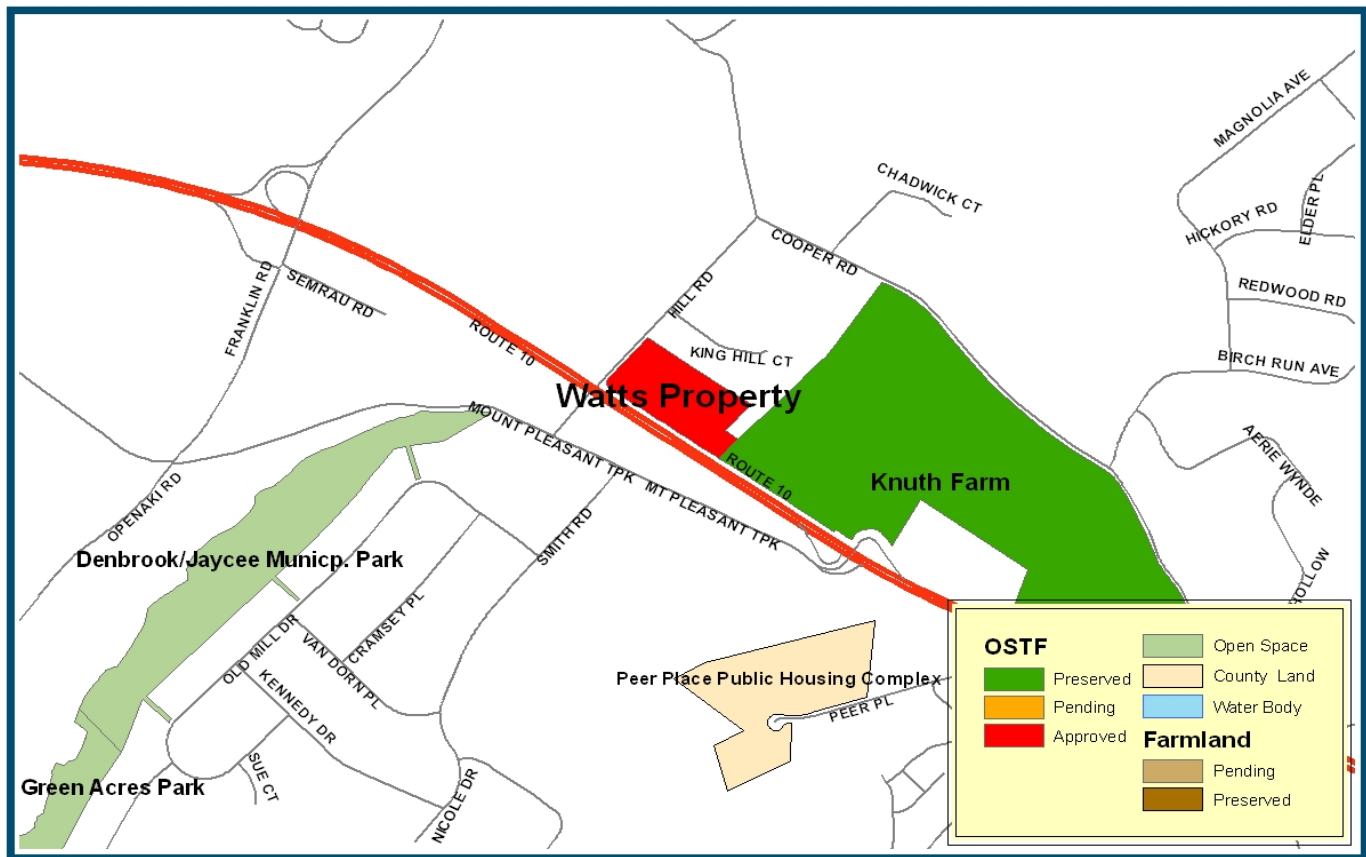 MAGNOLIA AVE
CHADWICK CT
ELDER PL
HICKORY RD
COOPER RD
FRANKLIN RD
SEMRAU RD
HILL RD
REDWOOD RD
ROUTE 10
KING HILL CT
BIRCH RUN AVE
Watts Property
MOUNT PLEASANT TPK
ROUTE 10
MT PLEASANT TPK
Knuth Farm
AERIE WYNDE
OPENAKI RD
SMITH RD
Denbrook/Jaycee Municp. Park
HOLLOW
CRAMSEY PL
OLD MILL DR
VAN DORN PL
KENNEDY DR
Peer Place Public Housing Complex
PEER PL
SUE CT
Green Acres Park
NICOLE DR
OSTF
Preserved
Pending
Approved
Open Space
County Land
Water Body
Farmland
Pending
Preserved